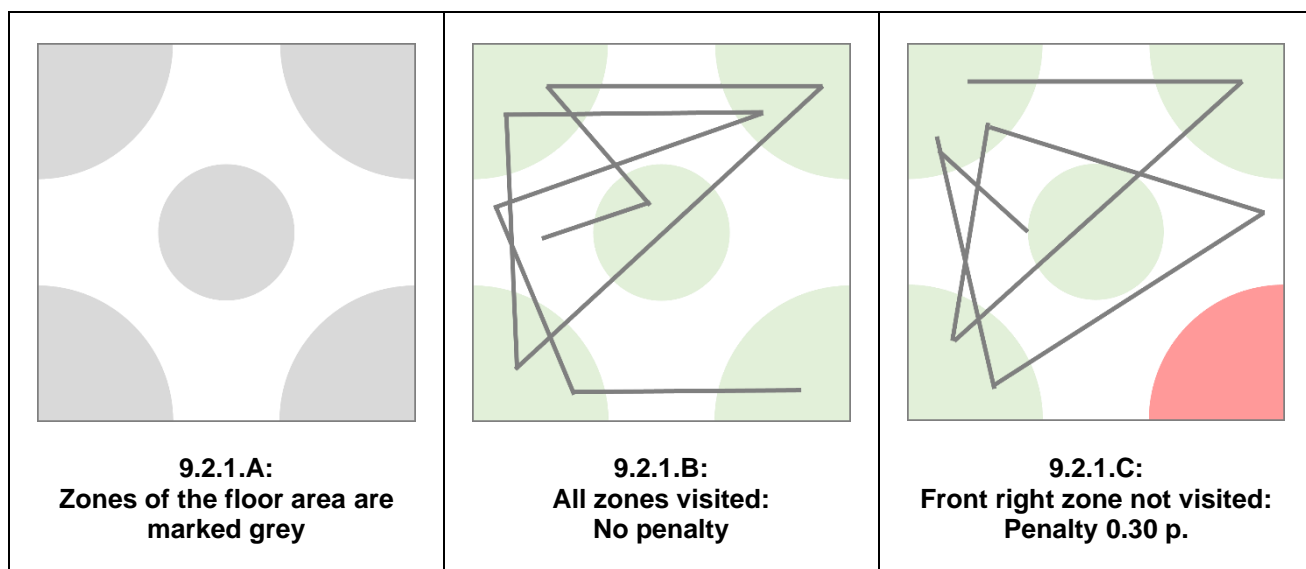 9.2.1.A:
Zones of the floor area are
marked grey
9.2.1.B:
All zones visited:
No penalty
9.2.1.C:
Front right zone not visited:
Penalty 0.30 p.